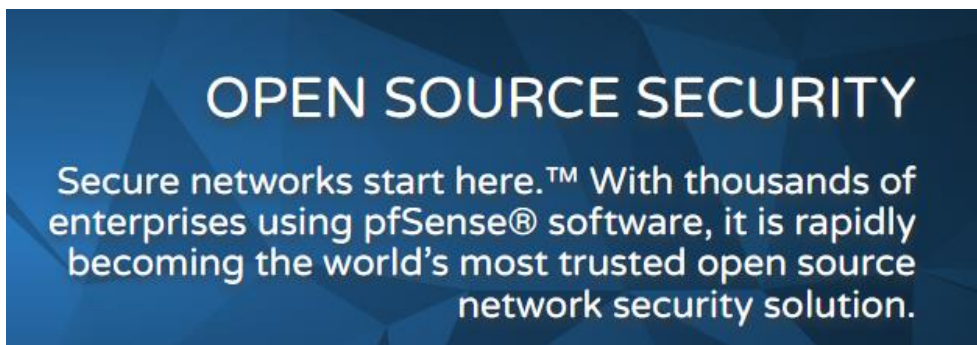 OPEN SOURCE SECURITY
Secure networks start here.™ With thousands of
enterprises using pfSense® software, it is rapidly
becoming the world's most trusted open source
network security solution.